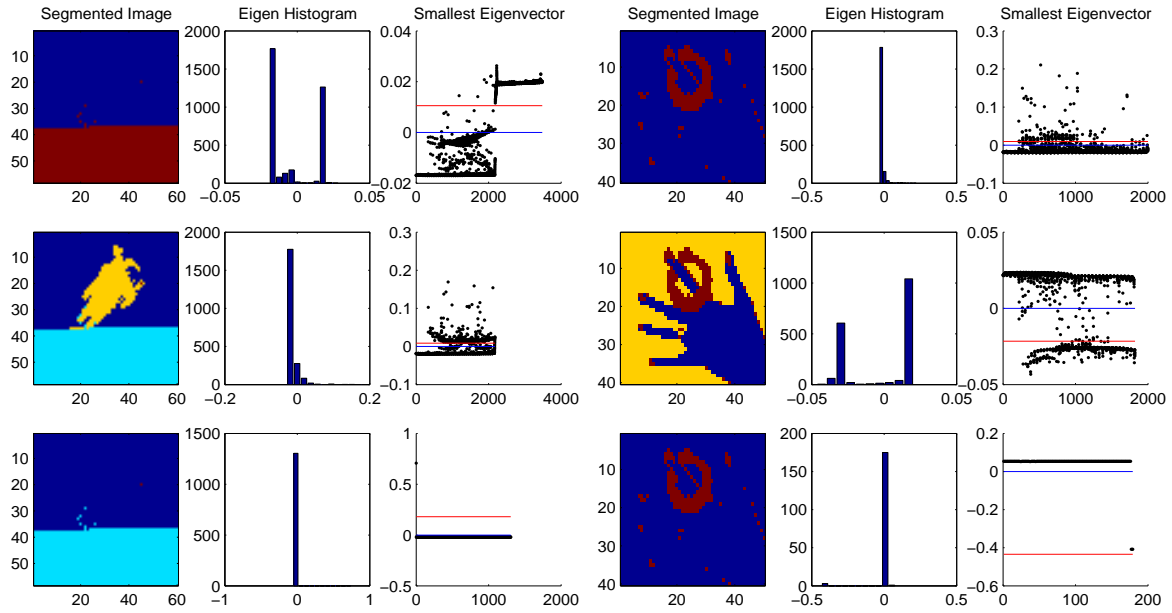 Segmented Image Eigen Histogram Smallest Eigenvector Segmented Image Eigen Histogram Smallest Eigenvector
2000 0.04 2000 0.3
10
1500 10 1500 0.2
20 0.02
30 1000 20 1000 0.1
40 0
500 30 500 0
50
0 −0.02 40 0 −0.1
20 40 60 −0.05 0 0.05 0 2000 4000 20 40 −0.5 0 0.5 0 1000 2000
2000 0.3 1500 0.05
10
1500 0.2 10
20 1000
30 1000 0.1 20 0
40 500
500 0 30
50
0 −0.1 40 0 −0.05
20 40 60 −0.2 0 0.2 0 2000 4000 20 40 −0.05 0 0.05 0 1000 2000
1500 1 200 0.2
10
10 150 0
20 1000 0.5
30 20 100 −0.2
40 500 0
30 50 −0.4
50
0 −0.5 40 0 −0.6
20 40 60 −1 0 1 0 2000 4000 20 40 −0.5 0 0.5 0 100 200